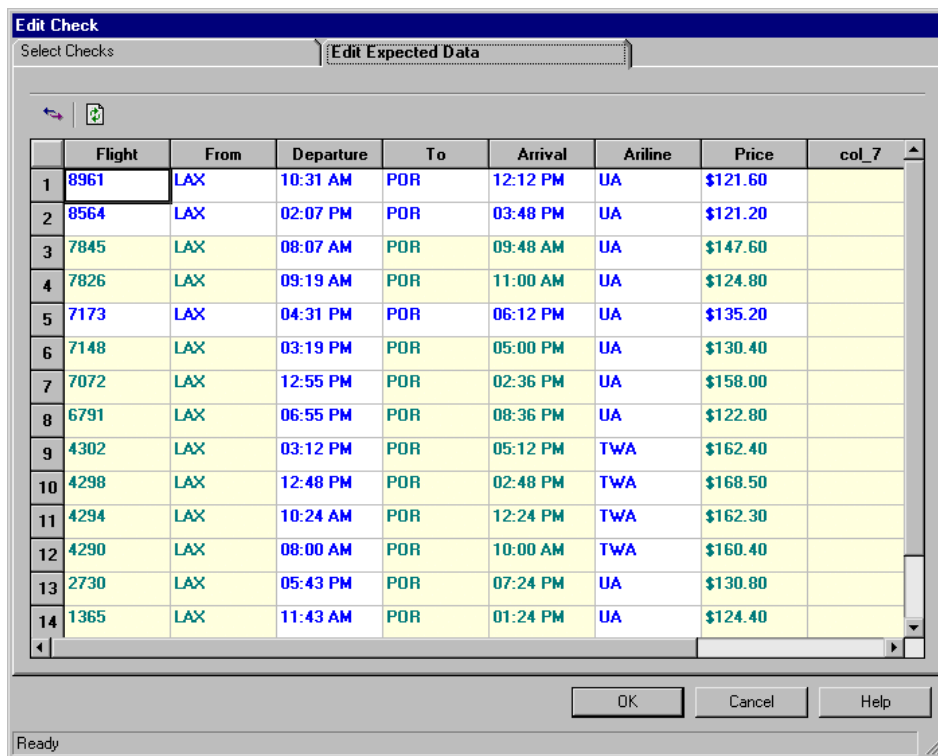 Edit Check
Select Checks Edit Expected Data
Flight From Departure To Arrival Ariline Price col_7
1 8961 LAX 10:31 AM POR 12:12 PM UA $121.60
2 8564 LAX 02:07 PM POR 03:48 PM UA $121.20
3 7845 LAX 08:07 AM POR 09:48 AM UA $147.60
4 7826 LAX 09:19 AM POR 11:00 AM UA $124.80
5 7173 LAX 04:31 PM POR 06:12 PM UA $135.20
6 7148 LAX 03:19 PM POR 05:00 PM UA $130.40
7 7072 LAX 12:55 PM POR 02:36 PM UA $158.00
8 6791 LAX 06:55 PM POR 08:36 PM UA $122.80
9 4302 LAX 03:12 PM POR 05:12 PM TWA $162.40
10 4298 LAX 12:48 PM POR 02:48 PM TWA $168.50
11 4294 LAX 10:24 AM POR 12:24 PM TWA $162.30
12 4290 LAX 08:00 AM POR 10:00 AM TWA $160.40
13 2730 LAX 05:43 PM POR 07:24 PM UA $130.80
14 1365 LAX 11:43 AM POR 01:24 PM UA $124.40
OK Cancel Help
Ready